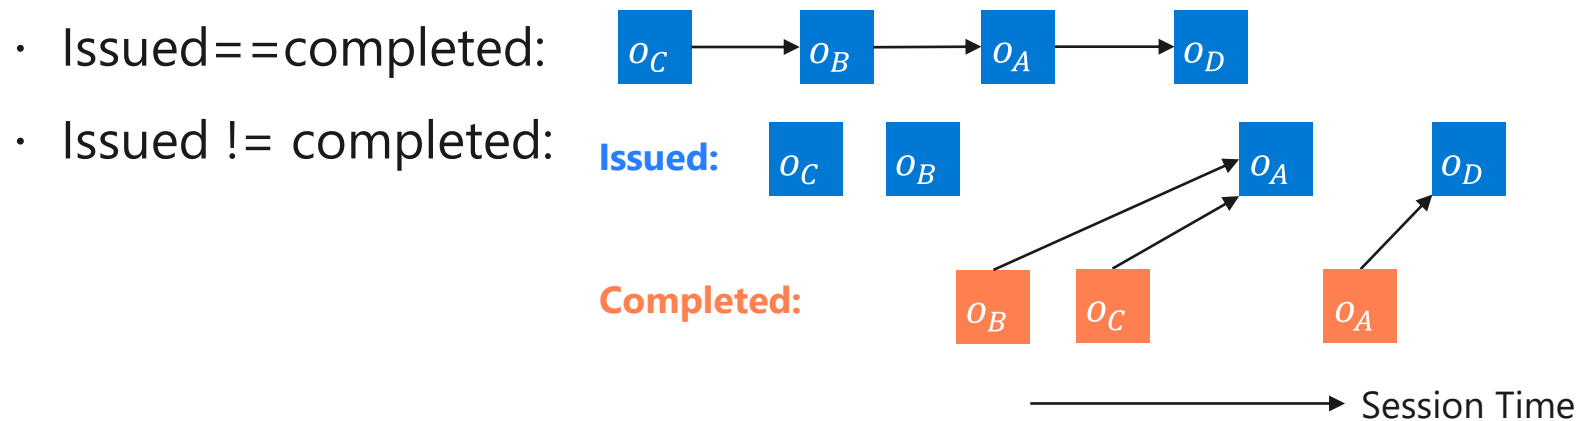 · Issued==completed:
o_C o_B o_A o_D
· Issued != completed:
Issued: o_C o_B o_A o_D
Completed: o_B o_C o_A
Session Time